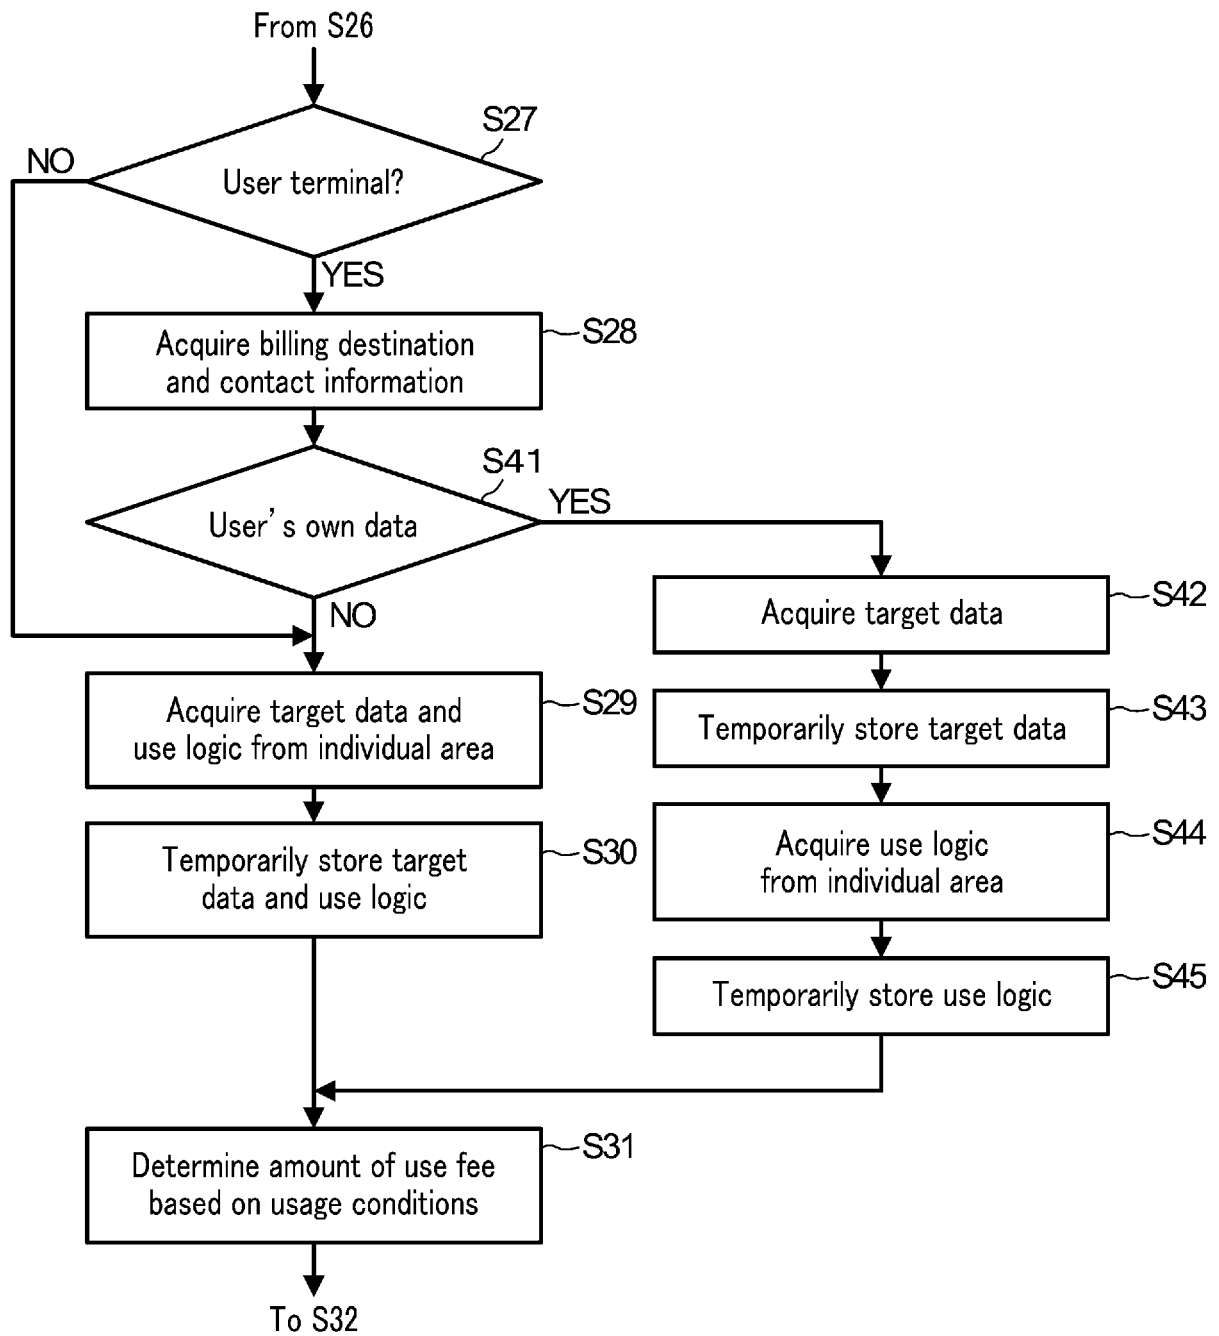 From S26
S27
NO
User terminal?
YES
S28
Acquire billing destination
and contact information
S41
YES
User's own data
NO
S42
Acquire target data
S29
Acquire target data and
use logic from individual area
S43
Temporarily store target data
S30
Temporarily store target
data and use logic
S44
Acquire use logic
from individual area
S45
Temporarily store use logic
S31
Determine amount of use fee
based on usage conditions
To S32